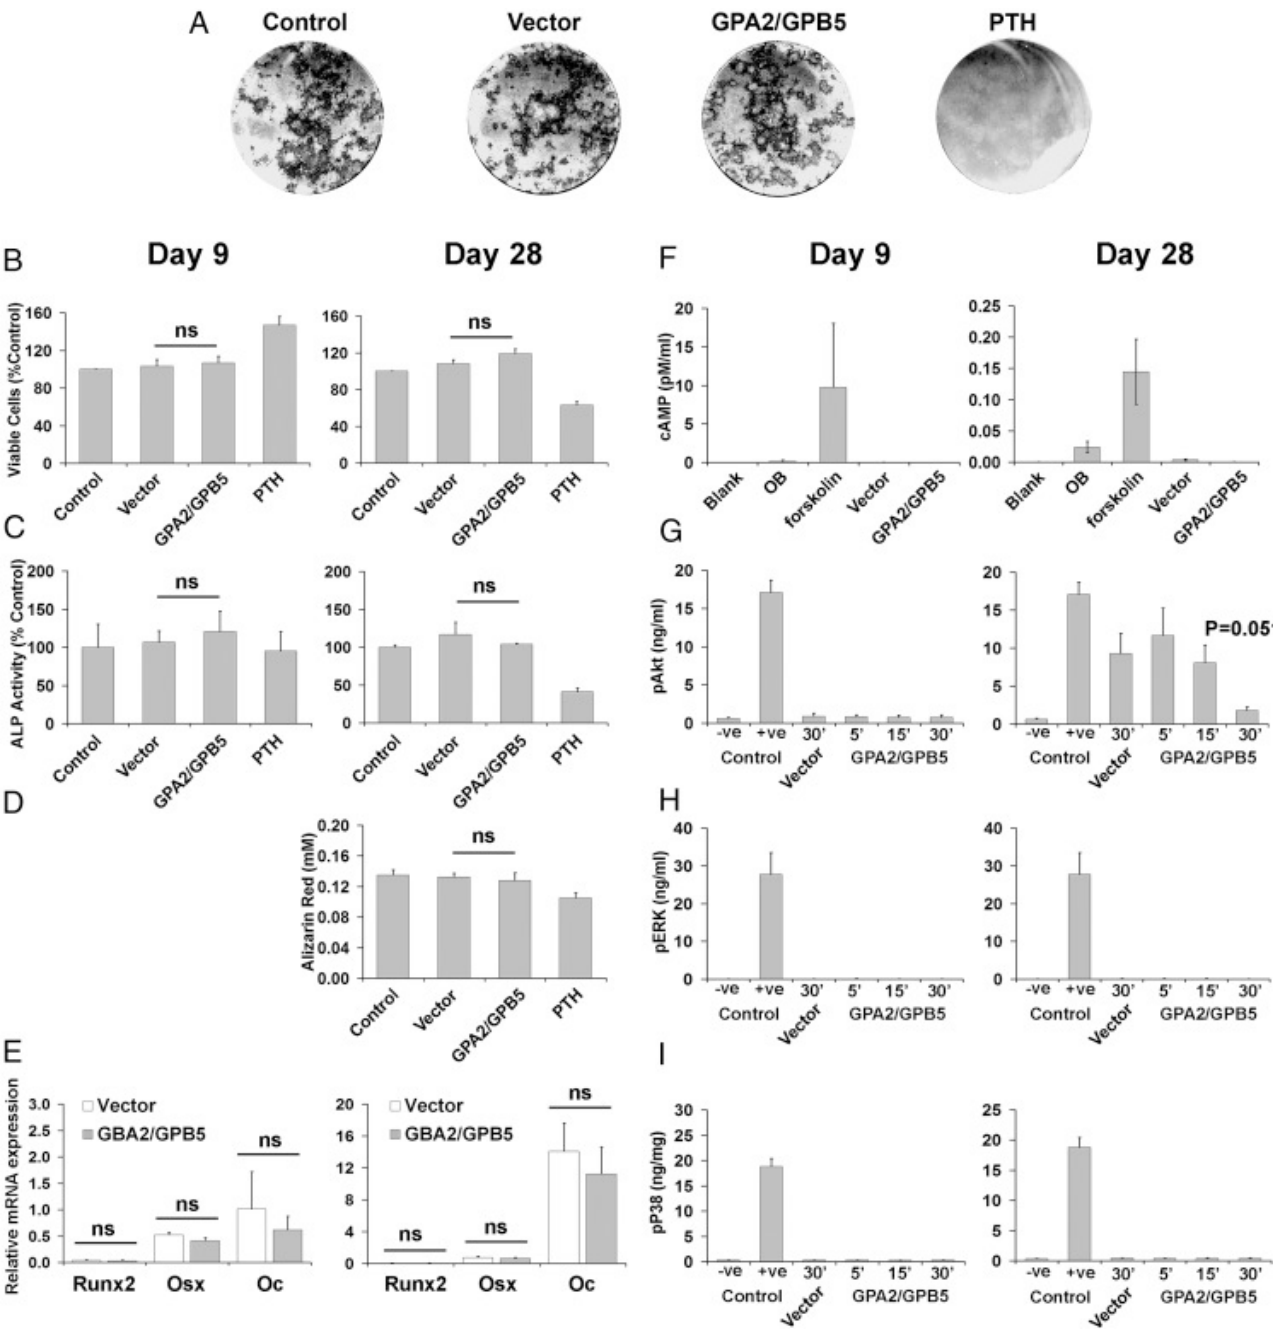 A
Control Vector GPA2/GPB5 PTH
B
Day 9 Day 28
Viable Cells (%Control)
160
120
80
40
0
ns
Control Vector GPA2/GPB5 PTH
160
120
80
40
0
ns
Control Vector GPA2/GPB5 PTH
C
ALP Activity (% Control)
200
150
100
50
0
ns
Control Vector GPA2/GPB5 PTH
200
150
100
50
0
ns
Control Vector GPA2/GPB5 PTH
D
Alizarin Red (mM)
0.20
0.16
0.12
0.08
0.04
0.00
ns
Control Vector GPA2/GPB5 PTH
E
Relative mRNA expression
3.0
2.5
2.0
1.5
1.0
0.5
0.0
Vector
GBA2/GPB5
ns ns ns
Runx2 Osx Oc
20
16
12
8
4
0
Vector
GBA2/GPB5
ns ns ns
Runx2 Osx Oc
F
Day 9 Day 28
cAMP (pM/ml)
20
15
10
5
0
Blank OB forskolin Vector GPA2/GPB5
0.25
0.20
0.15
0.10
0.05
0.00
Blank OB forskolin Vector GPA2/GPB5
G
pAkt (ng/ml)
20
15
10
5
0
-ve +ve 30' 5' 15' 30'
Control Vector GPA2/GPB5
20
15
10
5
0
P=0.05
-ve +ve 30' 5' 15' 30'
Control Vector GPA2/GPB5
H
pERK (ng/ml)
40
30
20
10
0
-ve +ve 30' 5' 15' 30'
Control Vector GPA2/GPB5
40
30
20
10
0
-ve +ve 30' 5' 15' 30'
Control Vector GPA2/GPB5
I
pP38 (ng/mg)
30
25
20
15
10
5
0
-ve +ve 30' 5' 15' 30'
Control Vector GPA2/GPB5
25
20
15
10
5
0
-ve +ve 30' 5' 15' 30'
Control Vector GPA2/GPB5